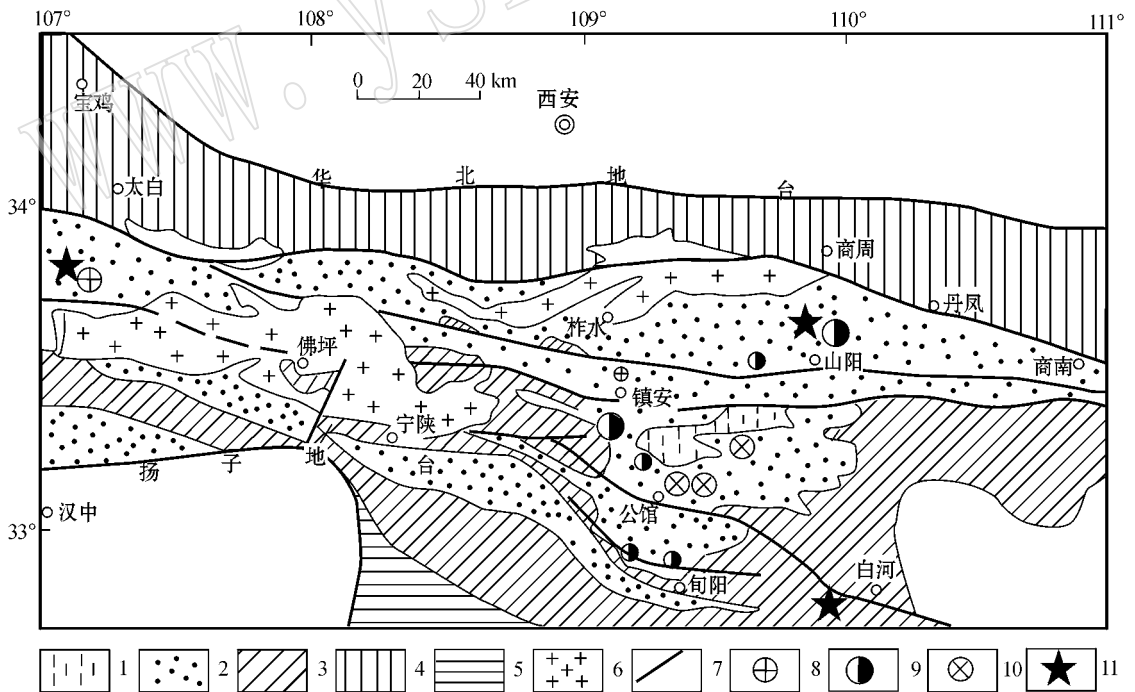 107° 108° 109° 110° 111°
0 20 40 km
西安
宝鸡
太白
华北地台
34°
商周
丹凤
柞水
佛坪
山阳
商南
镇安
宁陕
扬子地台
公馆
汉中
33°
白河
旬阳
1 2 3 4 5 6 7 8 9 10 11